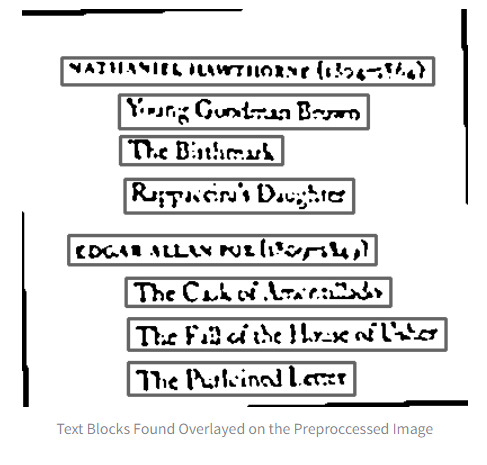 NATHANIEL HAWTHORNE (1804–1864)
Young Goodman Brown
The Birthmark
Rappaccini's Daughter
EDGAR ALLAN POE (1809–1849)
The Cask of Amontillado
The Fall of the House of Usher
The Purloined Letter
Text Blocks Found Overlayed on the Preproccessed Image